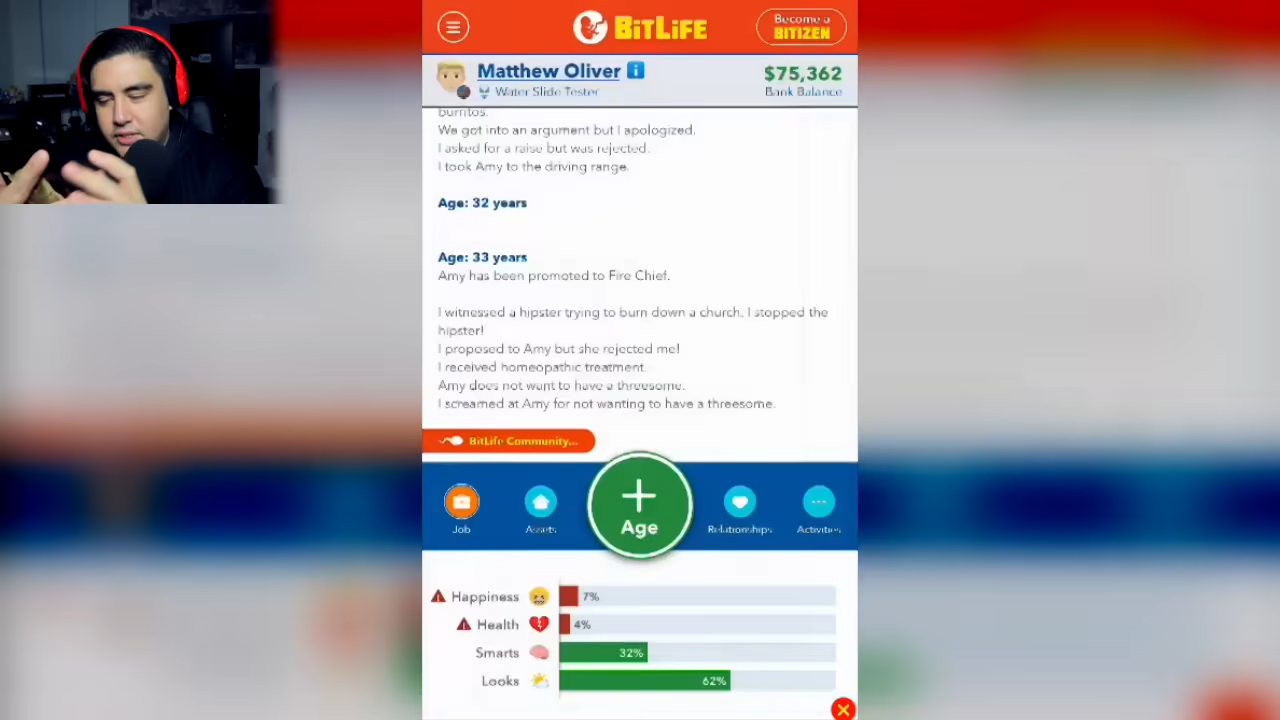 BITLIFE
Become a
BITIZEN
Matthew Oliver
$75,362
Water Slide Tester
Bank Balance
burritos.
We got into an argument but I apologized.
I asked for a raise but was rejected.
I took Amy to the driving range.
Age: 32 years
Age: 33 years
Amy has been promoted to Fire Chief.
I witnessed a hipster trying to burn down a church. I stopped the
hipster!
I proposed to Amy but she rejected me!
I received homeopathic treatment.
Amy does not want to have a threesome.
I screamed at Amy for not wanting to have a threesome.
BitLife Community...
Job
Assets
Age
Relationships
Activities
Happiness 7%
Health 4%
Smarts 32%
Looks 62%